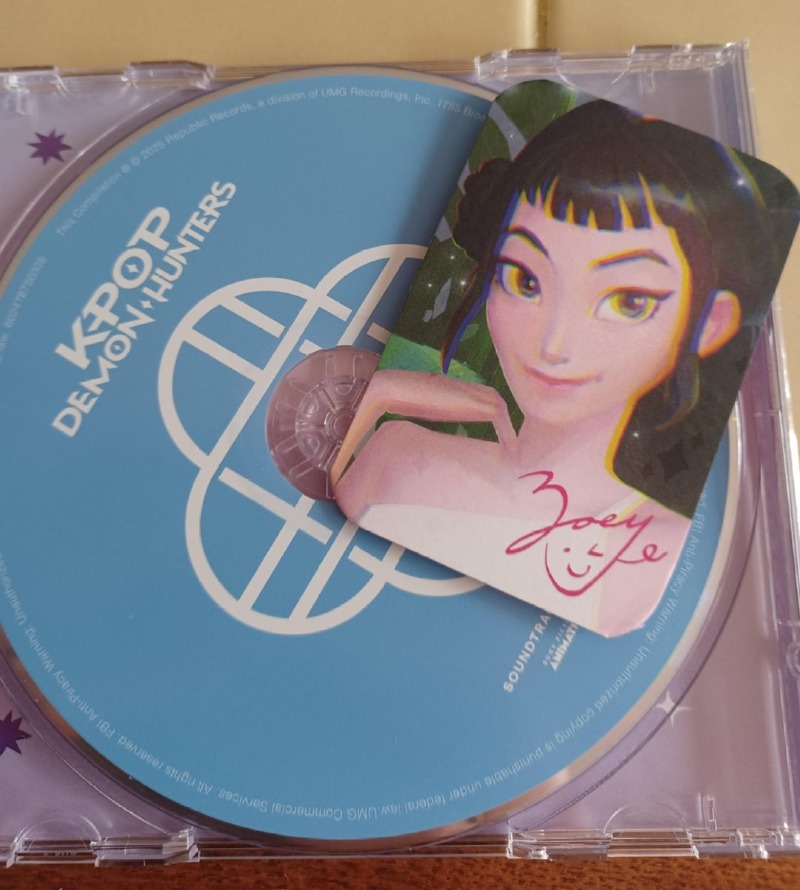 This Compilation ℗ © 2025 Republic Records, a division of UMG Recordings, Inc. 1755
KPOP
DEMON HUNTERS
Zoey
SOUNDTRA
ANIMAT
FBI Anti-Piracy Warning: Unauthorized copying is punishable under federal law. UMG Commercial Services. All rights reserved. FBI Anti-Piracy Warning: Unauthorized